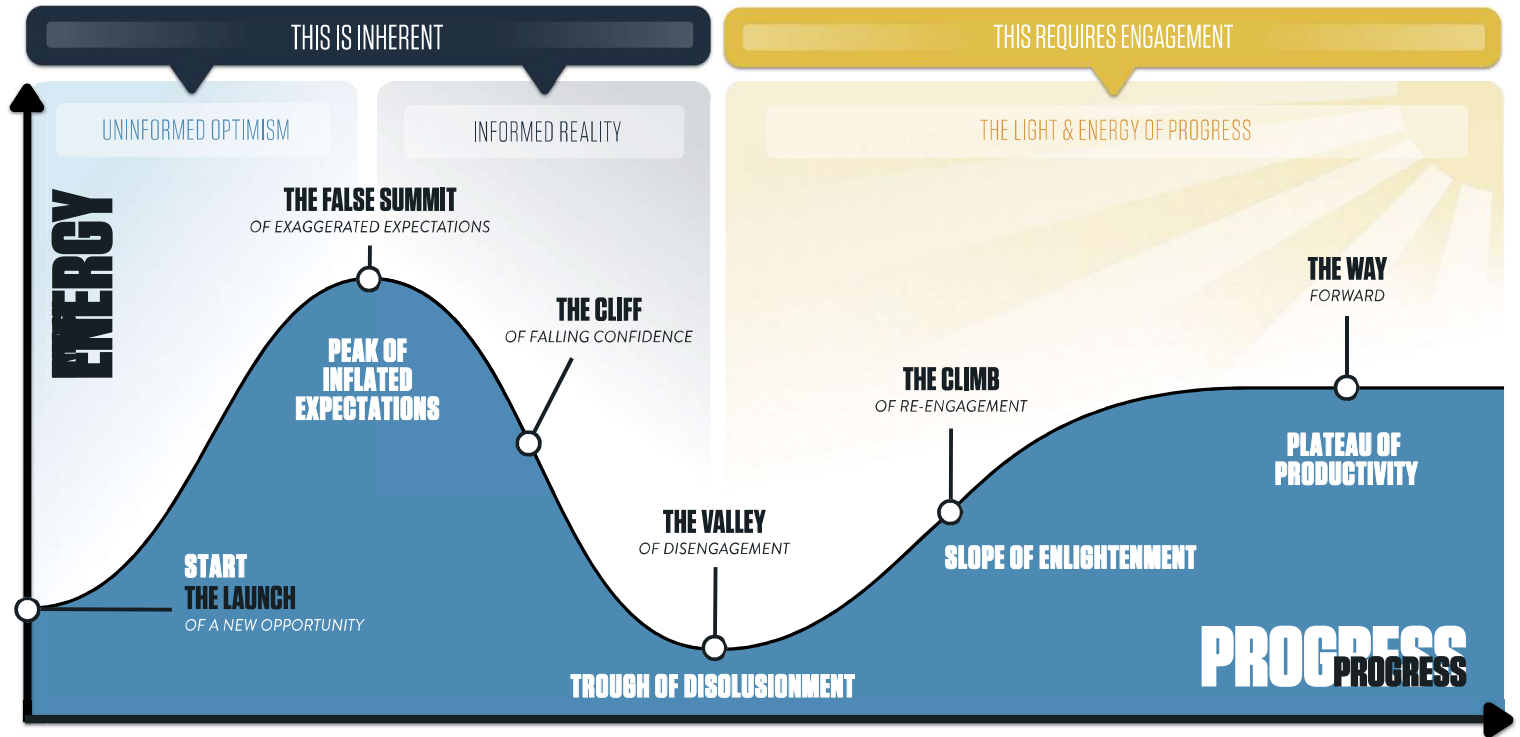 THIS IS INHERENT
THIS REQUIRES ENGAGEMENT
UNINFORMED OPTIMISM
INFORMED REALITY
THE LIGHT & ENERGY OF PROGRESS
ENERGY
THE FALSE SUMMIT
OF EXAGGERATED EXPECTATIONS
PEAK OF
INFLATED
EXPECTATIONS
THE CLIFF
OF FALLING CONFIDENCE
START
THE LAUNCH
OF A NEW OPPORTUNITY
THE VALLEY
OF DISENGAGEMENT
TROUGH OF DISOLUSIONMENT
THE CLIMB
OF RE-ENGAGEMENT
SLOPE OF ENLIGHTENMENT
THE WAY
FORWARD
PLATEAU OF
PRODUCTIVITY
PROGRESS
PROGRESS